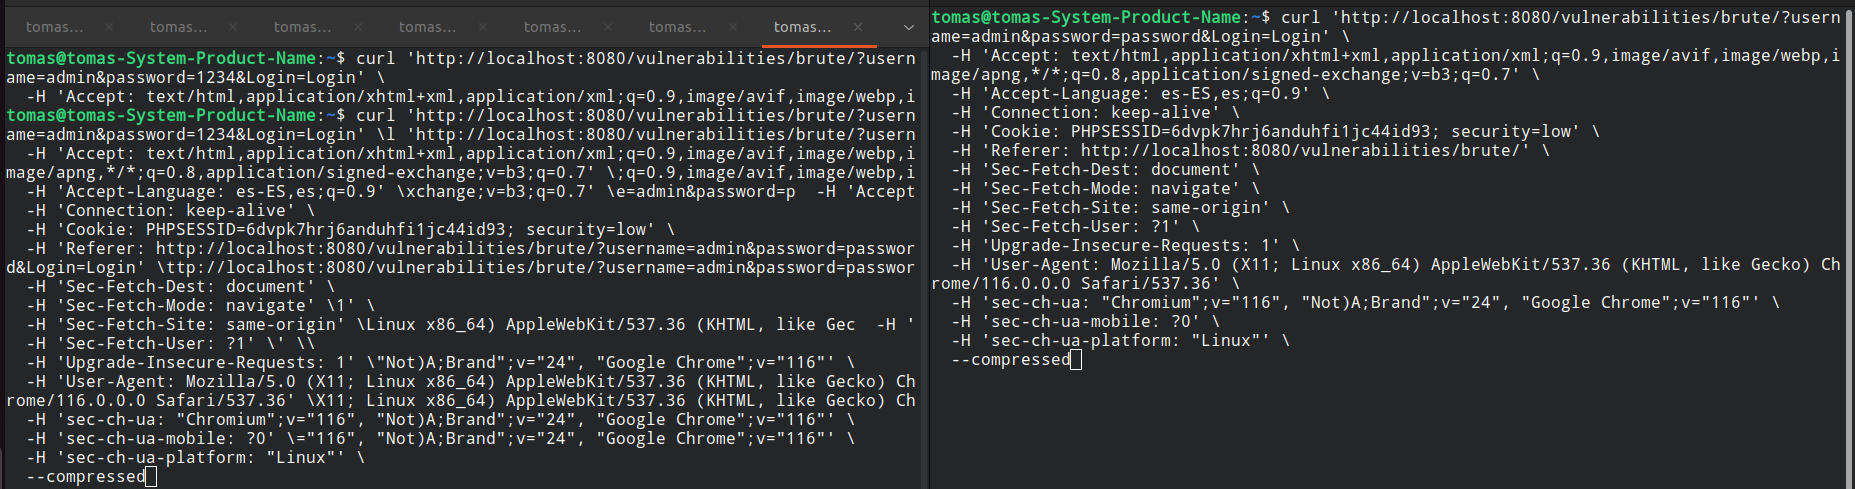 tomas... × tomas... × tomas... × tomas... × tomas... × tomas... × tomas... ×
tomas@tomas-System-Product-Name:~$ curl 'http://localhost:8080/vulnerabilities/brute/?usern
ame=admin&password=1234&Login=Login' \
  -H 'Accept: text/html,application/xhtml+xml,application/xml;q=0.9,image/avif,image/webp,i
tomas@tomas-System-Product-Name:~$ curl 'http://localhost:8080/vulnerabilities/brute/?usern
ame=admin&password=1234&Login=Login' \l 'http://localhost:8080/vulnerabilities/brute/?usern
  -H 'Accept: text/html,application/xhtml+xml,application/xml;q=0.9,image/avif,image/webp,i
mage/apng,*/*;q=0.8,application/signed-exchange;v=b3;q=0.7' \;q=0.9,image/avif,image/webp,i
  -H 'Accept-Language: es-ES,es;q=0.9' \xchange;v=b3;q=0.7' \e=admin&password=p  -H 'Accept
  -H 'Connection: keep-alive' \
  -H 'Cookie: PHPSESSID=6dvpk7hrj6anduhfi1jc44id93; security=low' \
  -H 'Referer: http://localhost:8080/vulnerabilities/brute/?username=admin&password=passwor
d&Login=Login' \ttp://localhost:8080/vulnerabilities/brute/?username=admin&password=passwor
  -H 'Sec-Fetch-Dest: document' \
  -H 'Sec-Fetch-Mode: navigate' \1' \
  -H 'Sec-Fetch-Site: same-origin' \Linux x86_64) AppleWebKit/537.36 (KHTML, like Gec  -H '
  -H 'Sec-Fetch-User: ?1' \' \\
  -H 'Upgrade-Insecure-Requests: 1' \"Not)A;Brand";v="24", "Google Chrome";v="116"' \
  -H 'User-Agent: Mozilla/5.0 (X11; Linux x86_64) AppleWebKit/537.36 (KHTML, like Gecko) Ch
rome/116.0.0.0 Safari/537.36' \X11; Linux x86_64) AppleWebKit/537.36 (KHTML, like Gecko) Ch
  -H 'sec-ch-ua: "Chromium";v="116", "Not)A;Brand";v="24", "Google Chrome";v="116"' \
  -H 'sec-ch-ua-mobile: ?0' \="116", "Not)A;Brand";v="24", "Google Chrome";v="116"' \
  -H 'sec-ch-ua-platform: "Linux"' \
  --compressed
tomas@tomas-System-Product-Name:~$ curl 'http://localhost:8080/vulnerabilities/brute/?usern
ame=admin&password=password&Login=Login' \
  -H 'Accept: text/html,application/xhtml+xml,application/xml;q=0.9,image/avif,image/webp,i
mage/apng,*/*;q=0.8,application/signed-exchange;v=b3;q=0.7' \
  -H 'Accept-Language: es-ES,es;q=0.9' \
  -H 'Connection: keep-alive' \
  -H 'Cookie: PHPSESSID=6dvpk7hrj6anduhfi1jc44id93; security=low' \
  -H 'Referer: http://localhost:8080/vulnerabilities/brute/' \
  -H 'Sec-Fetch-Dest: document' \
  -H 'Sec-Fetch-Mode: navigate' \
  -H 'Sec-Fetch-Site: same-origin' \
  -H 'Sec-Fetch-User: ?1' \
  -H 'Upgrade-Insecure-Requests: 1' \
  -H 'User-Agent: Mozilla/5.0 (X11; Linux x86_64) AppleWebKit/537.36 (KHTML, like Gecko) Ch
rome/116.0.0.0 Safari/537.36' \
  -H 'sec-ch-ua: "Chromium";v="116", "Not)A;Brand";v="24", "Google Chrome";v="116"' \
  -H 'sec-ch-ua-mobile: ?0' \
  -H 'sec-ch-ua-platform: "Linux"' \
  --compressed